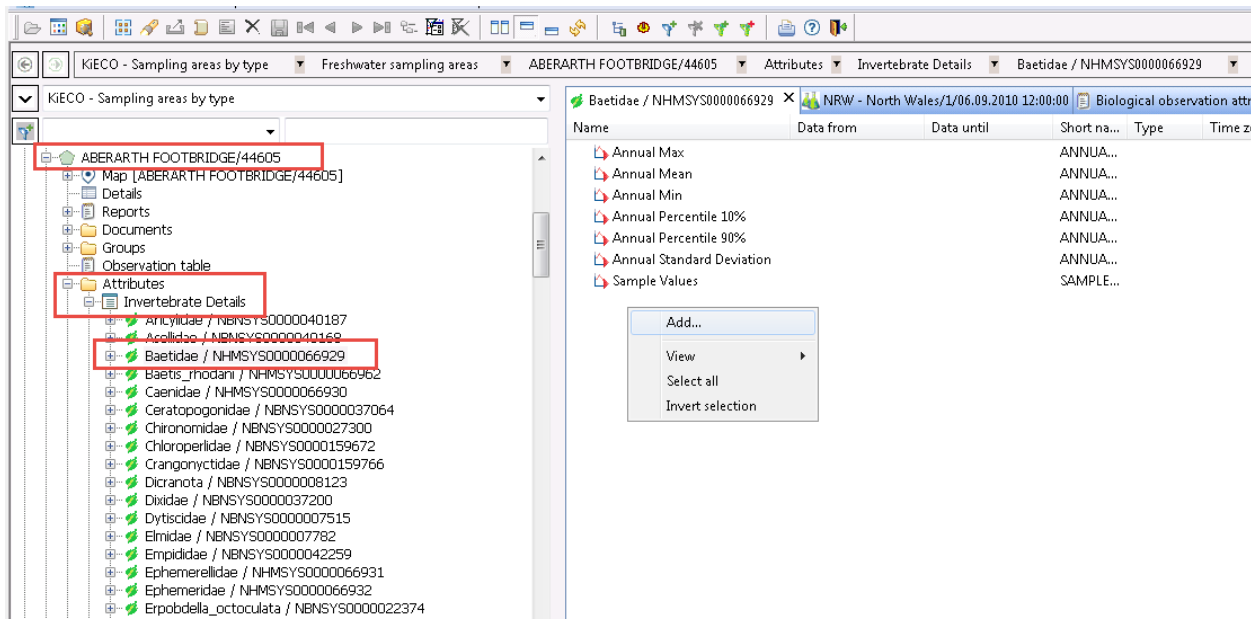 KiECO - Sampling areas by type Freshwater sampling areas ABERARTH FOOTBRIDGE/44605 Attributes Invertebrate Details Baetidae / NHMSYS0000066929
KiECO - Sampling areas by type
ABERARTH FOOTBRIDGE/44605
Map [ABERARTH FOOTBRIDGE/44605]
Details
Reports
Documents
Groups
Observation table
Attributes
Invertebrate Details
Ancylidae / NBNSYS0000040187
Asellidae / NBNSYS0000040168
Baetidae / NHMSYS0000066929
Baetis_rhodani / NHMSYS0000066962
Caenidae / NHMSYS0000066930
Ceratopogonidae / NBNSYS0000037064
Chironomidae / NBNSYS0000027300
Chloroperlidae / NBNSYS0000159672
Crangonyctidae / NBNSYS0000159766
Dicranota / NBNSYS0000008123
Dixidae / NBNSYS0000037200
Dytiscidae / NBNSYS0000007515
Elmidae / NBNSYS0000007782
Empididae / NBNSYS0000042259
Ephemerellidae / NHMSYS0000066931
Ephemeridae / NHMSYS0000066932
Erpobdella_octoculata / NBNSYS0000022374
Baetidae / NHMSYS0000066929 NRW - North Wales/1/06.09.2010 12:00:00 Biological observation attr
Name Data from Data until Short na... Type Time z
Annual Max ANNUA...
Annual Mean ANNUA...
Annual Min ANNUA...
Annual Percentile 10% ANNUA...
Annual Percentile 90% ANNUA...
Annual Standard Deviation ANNUA...
Sample Values SAMPLE...
Add...
View
Select all
Invert selection